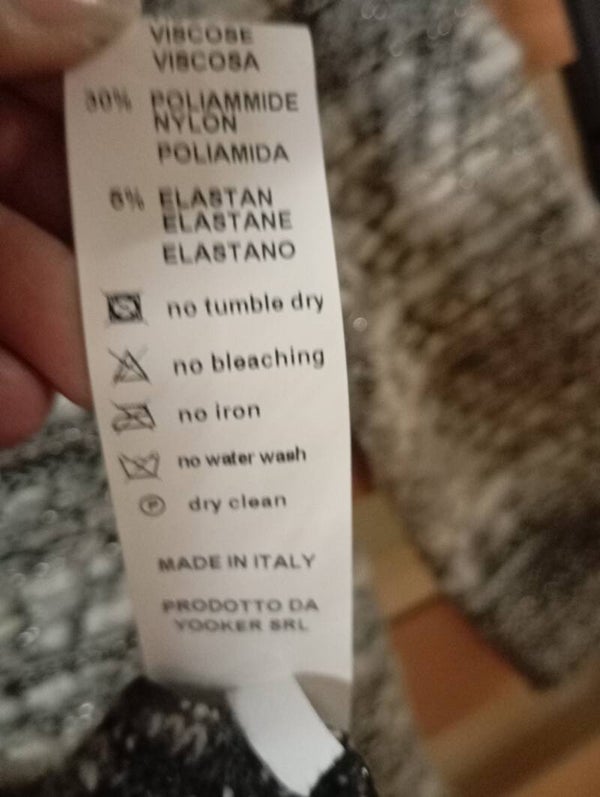 VISCOSE
VISCOSA
30% POLIAMMIDE
NYLON
POLIAMIDA
5% ELASTAN
ELASTANE
ELASTANO
no tumble dry
no bleaching
no iron
no water wash
P dry clean
MADE IN ITALY
PRODOTTO DA
YOOKER SRL